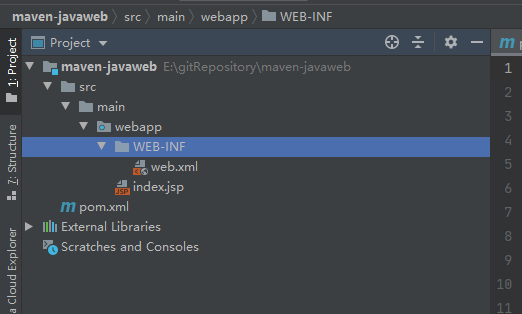 maven-javaweb > src > main > webapp > WEB-INF
Project
maven-javaweb E:\gitRepository\maven-javaweb
src
main
webapp
WEB-INF
web.xml
JSP index.jsp
m pom.xml
External Libraries
Scratches and Consoles
1: Project
7: Structure
a Cloud Explorer
m
1
2
3
4
5
6
7
8
9
10
11